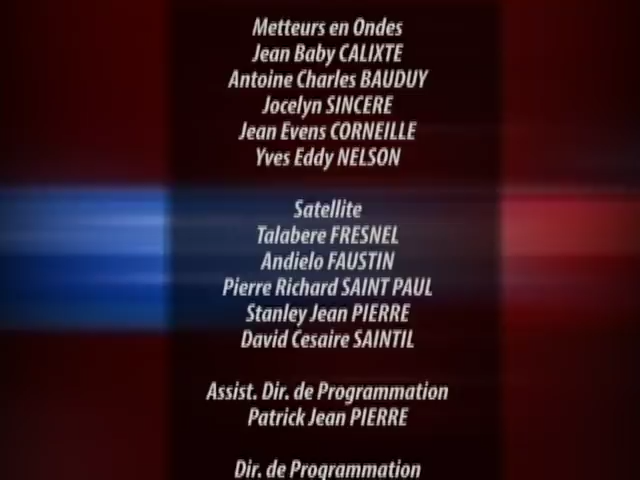 Metteurs en Ondes
Jean Baby CALIXTE
Antoine Charles BAUDUY
Jocelyn SINCERE
Jean Evens CORNEILLE
Yves Eddy NELSON
Satellite
Talabere FRESNEL
Andielo FAUSTIN
Pierre Richard SAINT PAUL
Stanley Jean PIERRE
David Cesaire SAINTIL
Assist. Dir. de Programmation
Patrick Jean PIERRE
Dir. de Programmation